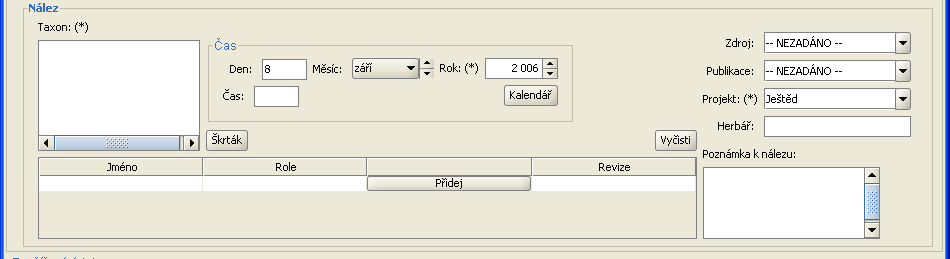 Nález
Taxon: (*)
Čas
Den: 8 Měsíc: září Rok: (*) 2 006
Čas:
Kalendář
Zdroj: -- NEZADÁNO --
Publikace: -- NEZADÁNO --
Projekt: (*) Ještěd
Herbář:
Škrták
Vyčisti
Poznámka k nálezu:
Jméno Role Revize
Přidej